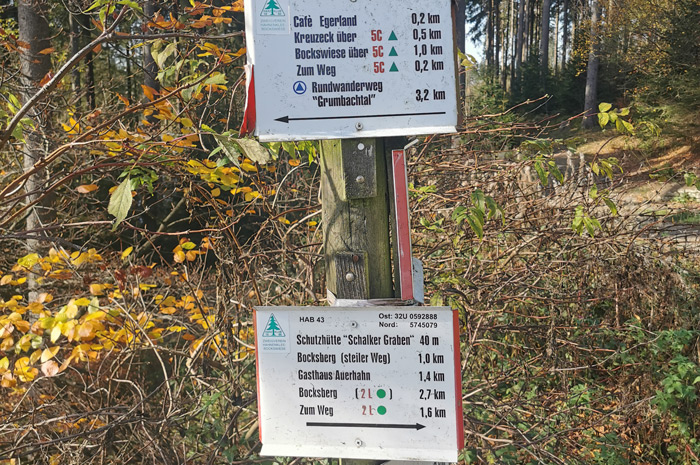 Cafè Egerland 0,2 km
Kreuzeck über 5C 0,5 km
Bockswiese über 5C 1,0 km
Zum Weg 5C 0,2 km
Rundwanderweg
"Grumbachtal" 3,2 km
HAB 43 Ost: 32U 0592888
Nord: 5745079
Schutzhütte "Schalker Graben" 40 m
Bocksberg (steiler Weg) 1,0 km
Gasthaus Auerhahn 1,4 km
Bocksberg (2 L) 2,7 km
Zum Weg 2 L 1,6 km